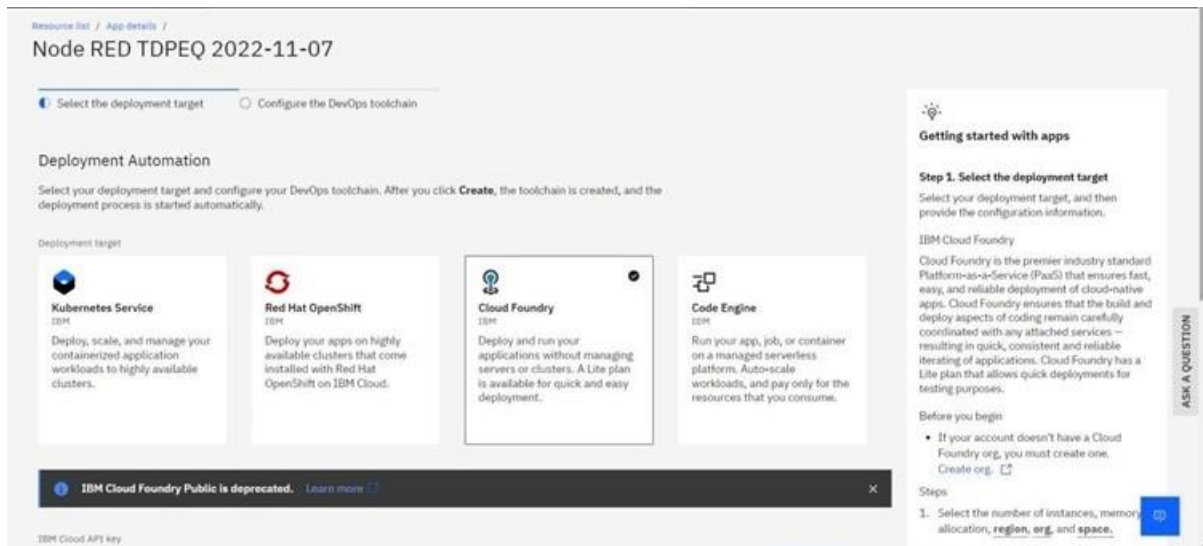 Resource list / App details /
Node RED TDPEQ 2022-11-07
Select the deployment target
Configure the DevOps toolchain
Deployment Automation
Select your deployment target and configure your DevOps toolchain. After you click Create, the toolchain is created, and the
deployment process is started automatically.
Deployment target
Kubernetes Service
IBM
Deploy, scale, and manage your
containerized application
workloads to highly available
clusters.
Red Hat OpenShift
IBM
Deploy your apps on highly
available clusters that come
installed with Red Hat
OpenShift on IBM Cloud.
Cloud Foundry
IBM
Deploy and run your
applications without managing
servers or clusters. A Lite plan
is available for quick and easy
deployment.
Code Engine
IBM
Run your app, job, or container
on a managed serverless
platform. Auto-scale
workloads, and pay only for the
resources that you consume.
IBM Cloud Foundry Public is deprecated. Learn more
IBM Cloud API key
Getting started with apps
Step 1. Select the deployment target
Select your deployment target, and then
provide the configuration information.
IBM Cloud Foundry
Cloud Foundry is the premier industry standard
Platform-as-a-Service (PaaS) that ensures fast,
easy, and reliable deployment of cloud-native
apps. Cloud Foundry ensures that the build and
deploy aspects of coding remain carefully
coordinated with any attached services —
resulting in quick, consistent and reliable
iterating of applications. Cloud Foundry has a
Lite plan that allows quick deployments for
testing purposes.
Before you begin
• If your account doesn't have a Cloud
Foundry org, you must create one.
Create org.
Steps
1. Select the number of instances, memory
allocation, region, org, and space.
ASK A QUESTION